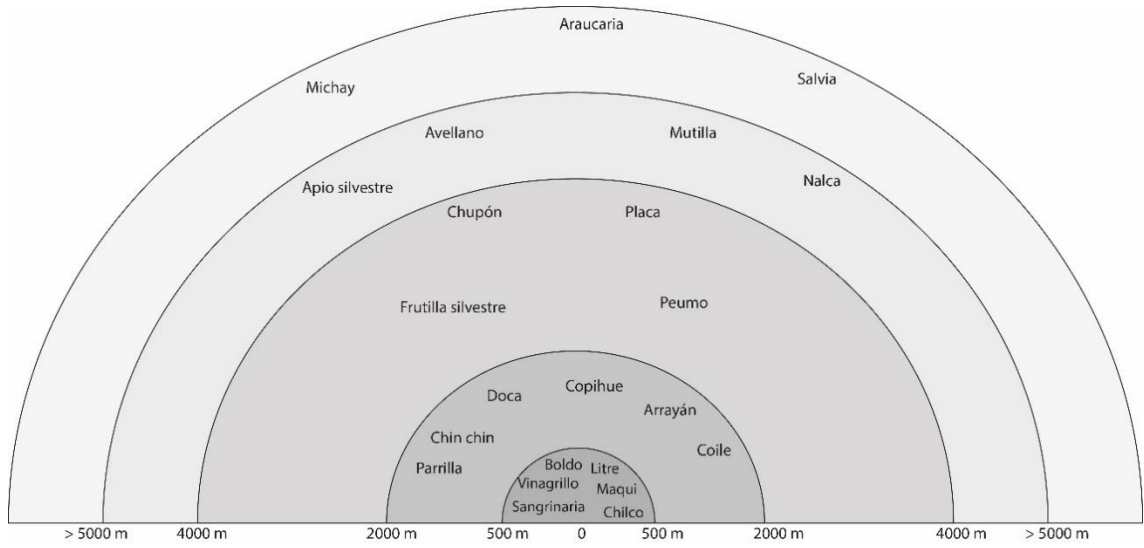 Araucaria
Michay
Salvia
Avellano
Mutilla
Apio silvestre
Nalca
Chupón
Placa
Frutilla silvestre
Peumo
Doca
Copihue
Arrayán
Chin chin
Coile
Parrilla
Boldo
Litre
Vinagrillo
Maqui
Sangrinaria
Chilco
> 5000 m 4000 m 2000 m 500 m 0 500 m 2000 m 4000 m > 5000 m